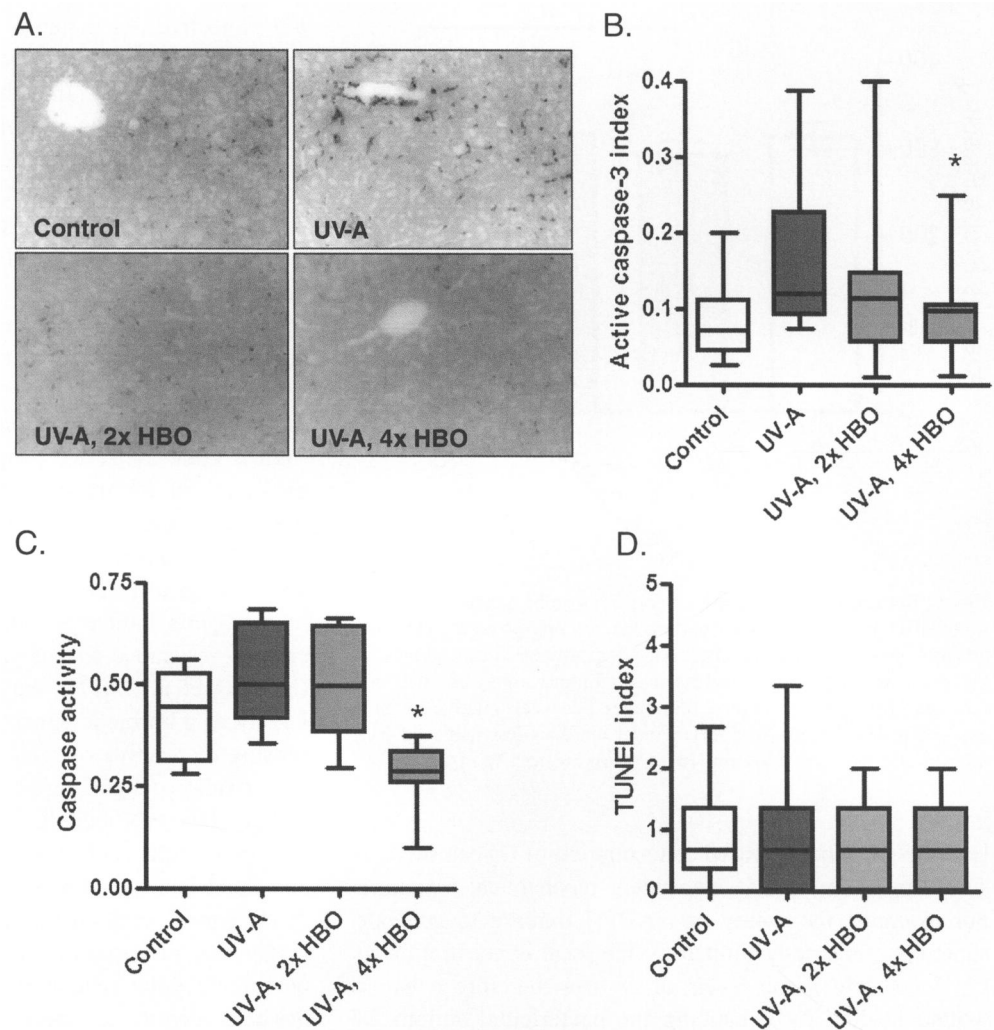 A.
Control
UV-A
UV-A, 2x HBO
UV-A, 4x HBO
B.
Active caspase-3 index
0.4
0.3
0.2
0.1
0.0
*
Control
UV-A
UV-A, 2x HBO
UV-A, 4x HBO
C.
Caspase activity
0.75
0.50
0.25
0.00
*
Control
UV-A
UV-A, 2x HBO
UV-A, 4x HBO
D.
TUNEL index
5
4
3
2
1
0
Control
UV-A
UV-A, 2x HBO
UV-A, 4x HBO